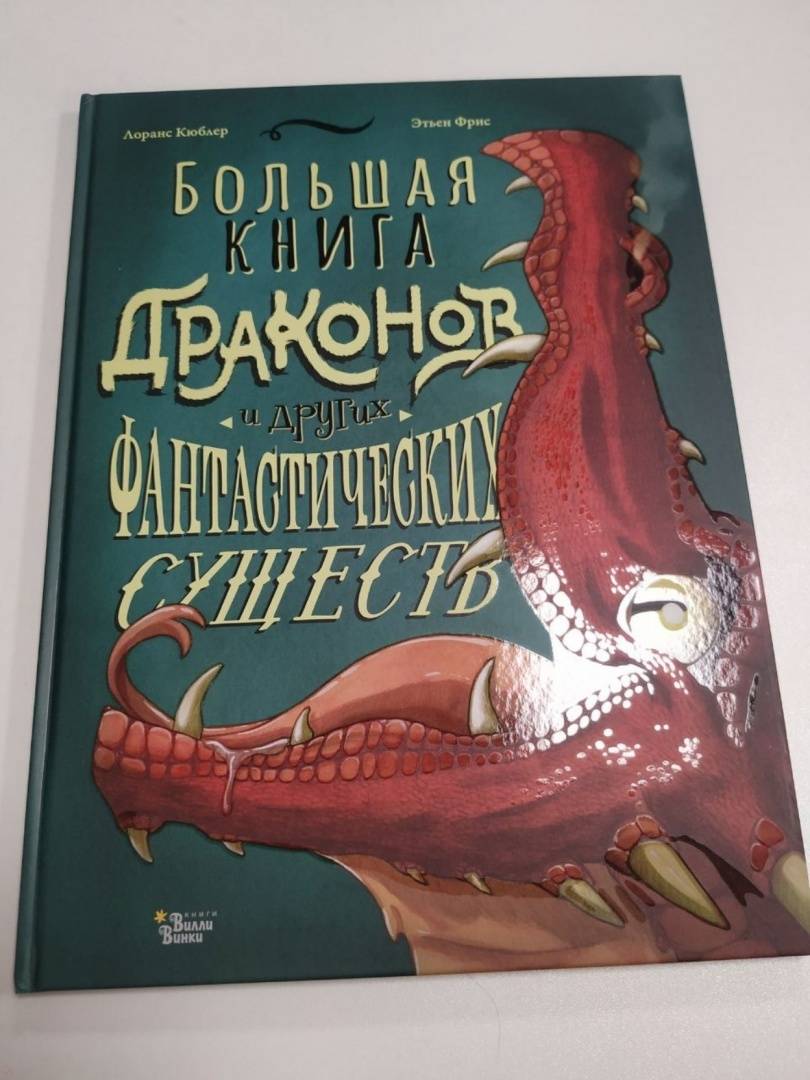 Лоранс Кюблер Этьен Фрис
БОЛЬШАЯ
КНИГА
ДРАКОНОВ
и других
ФАНТАСТИЧЕСКИХ
СУЩЕСТВ
КНИГИ
Вилли
Винки